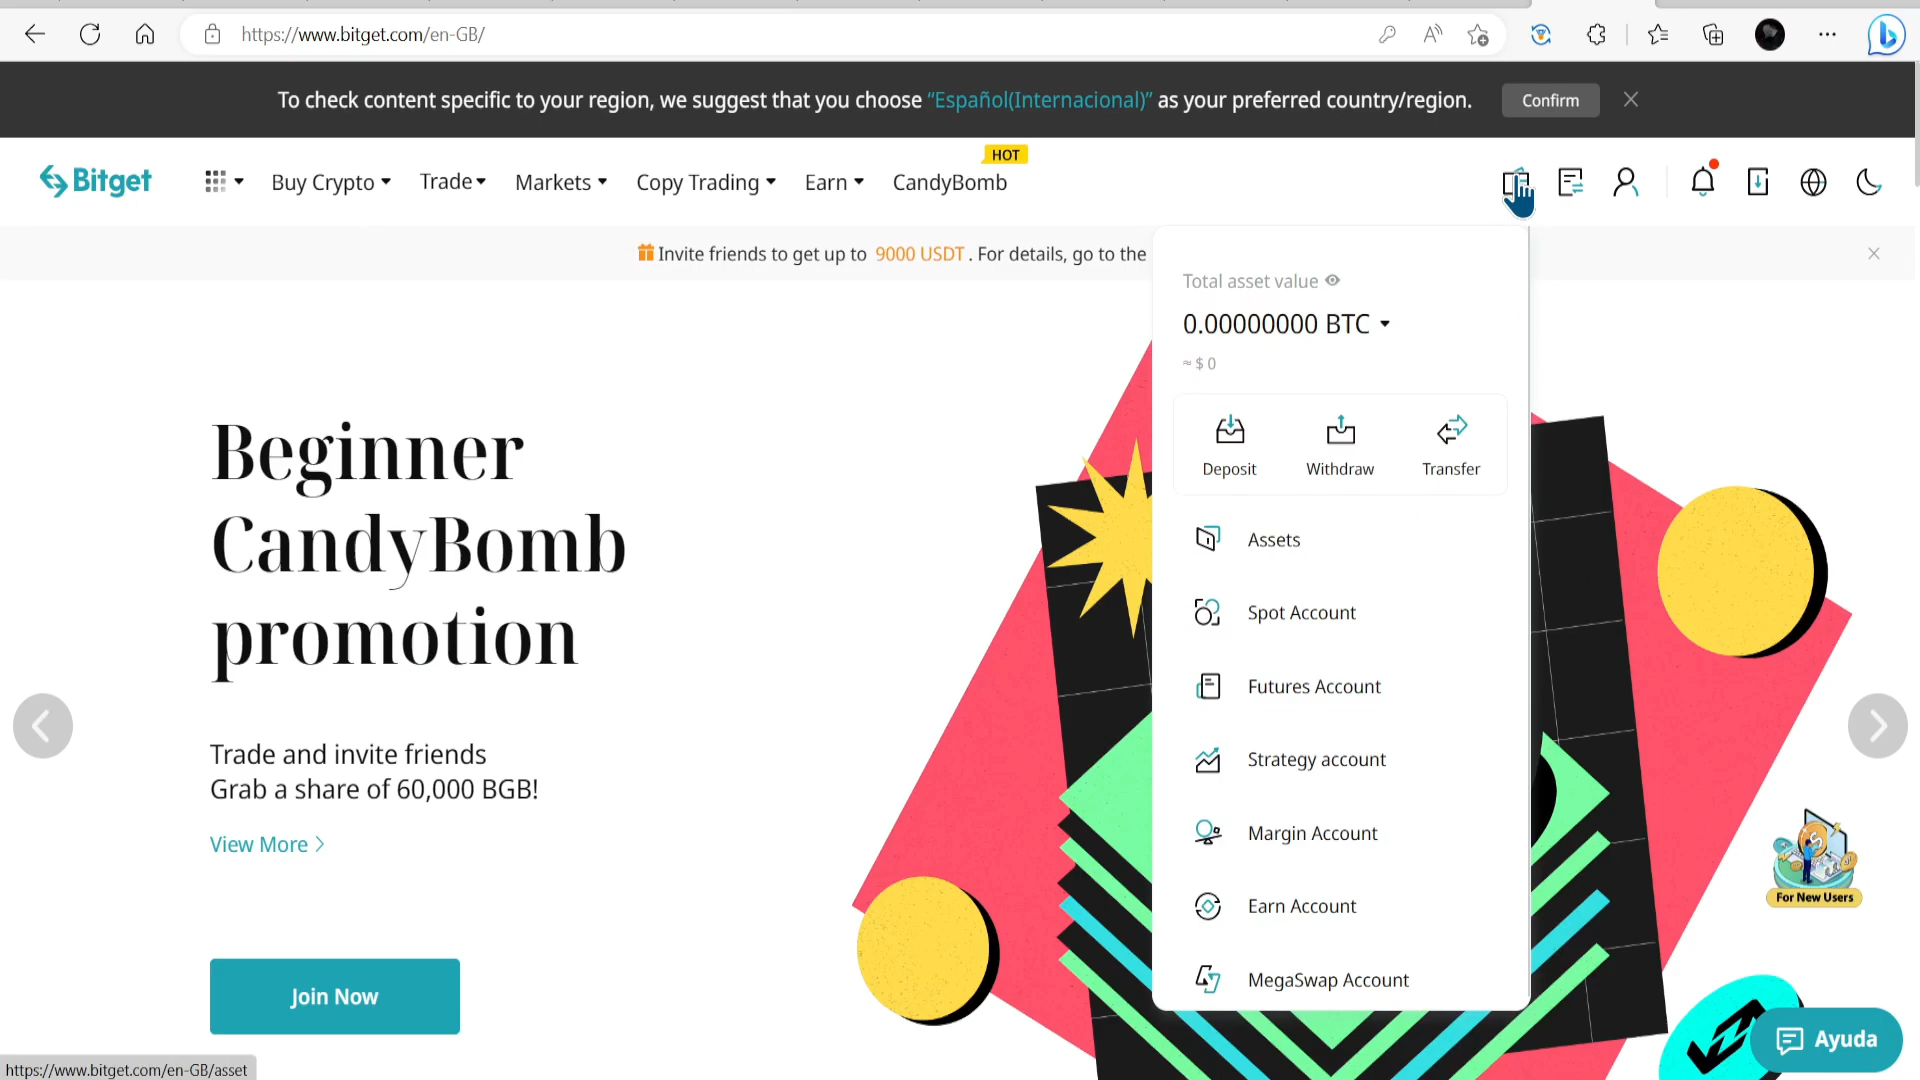 https://www.bitget.com/en-GB/
To check content specific to your region, we suggest that you choose “Español(Internacional)” as your preferred country/region.
Confirm
HOT
Bitget
Buy Crypto
Trade
Markets
Copy Trading
Earn
CandyBomb
Invite friends to get up to 9000 USDT . For details, go to the
Total asset value
0.00000000 BTC
≈ $ 0
Deposit
Withdraw
Transfer
Assets
Spot Account
Futures Account
Strategy account
Margin Account
Earn Account
MegaSwap Account
Beginner
CandyBomb
promotion
Trade and invite friends
Grab a share of 60,000 BGB!
View More
Join Now
For New Users
Ayuda
https://www.bitget.com/en-GB/asset